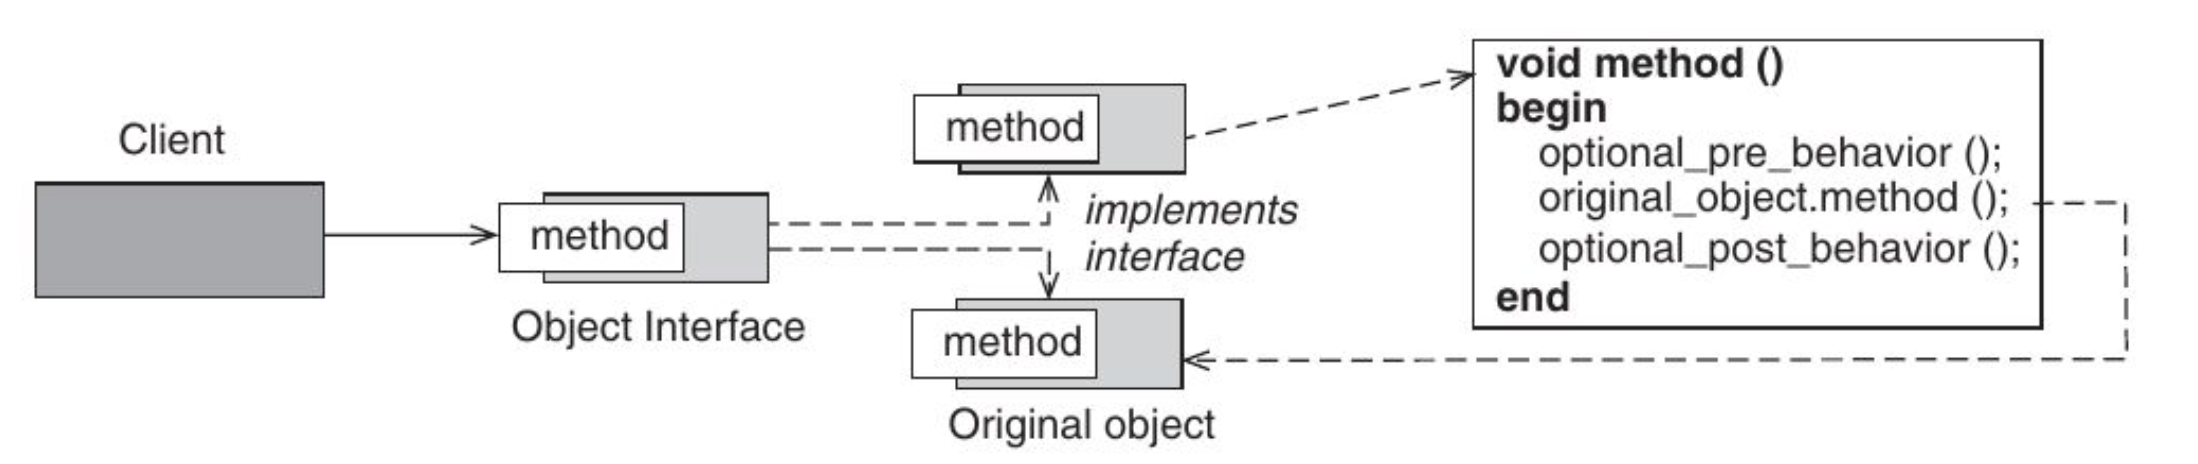 Client
method
Object Interface
method
implements
interface
method
Original object
void method ()
begin
optional_pre_behavior ();
original_object.method ();
optional_post_behavior ();
end